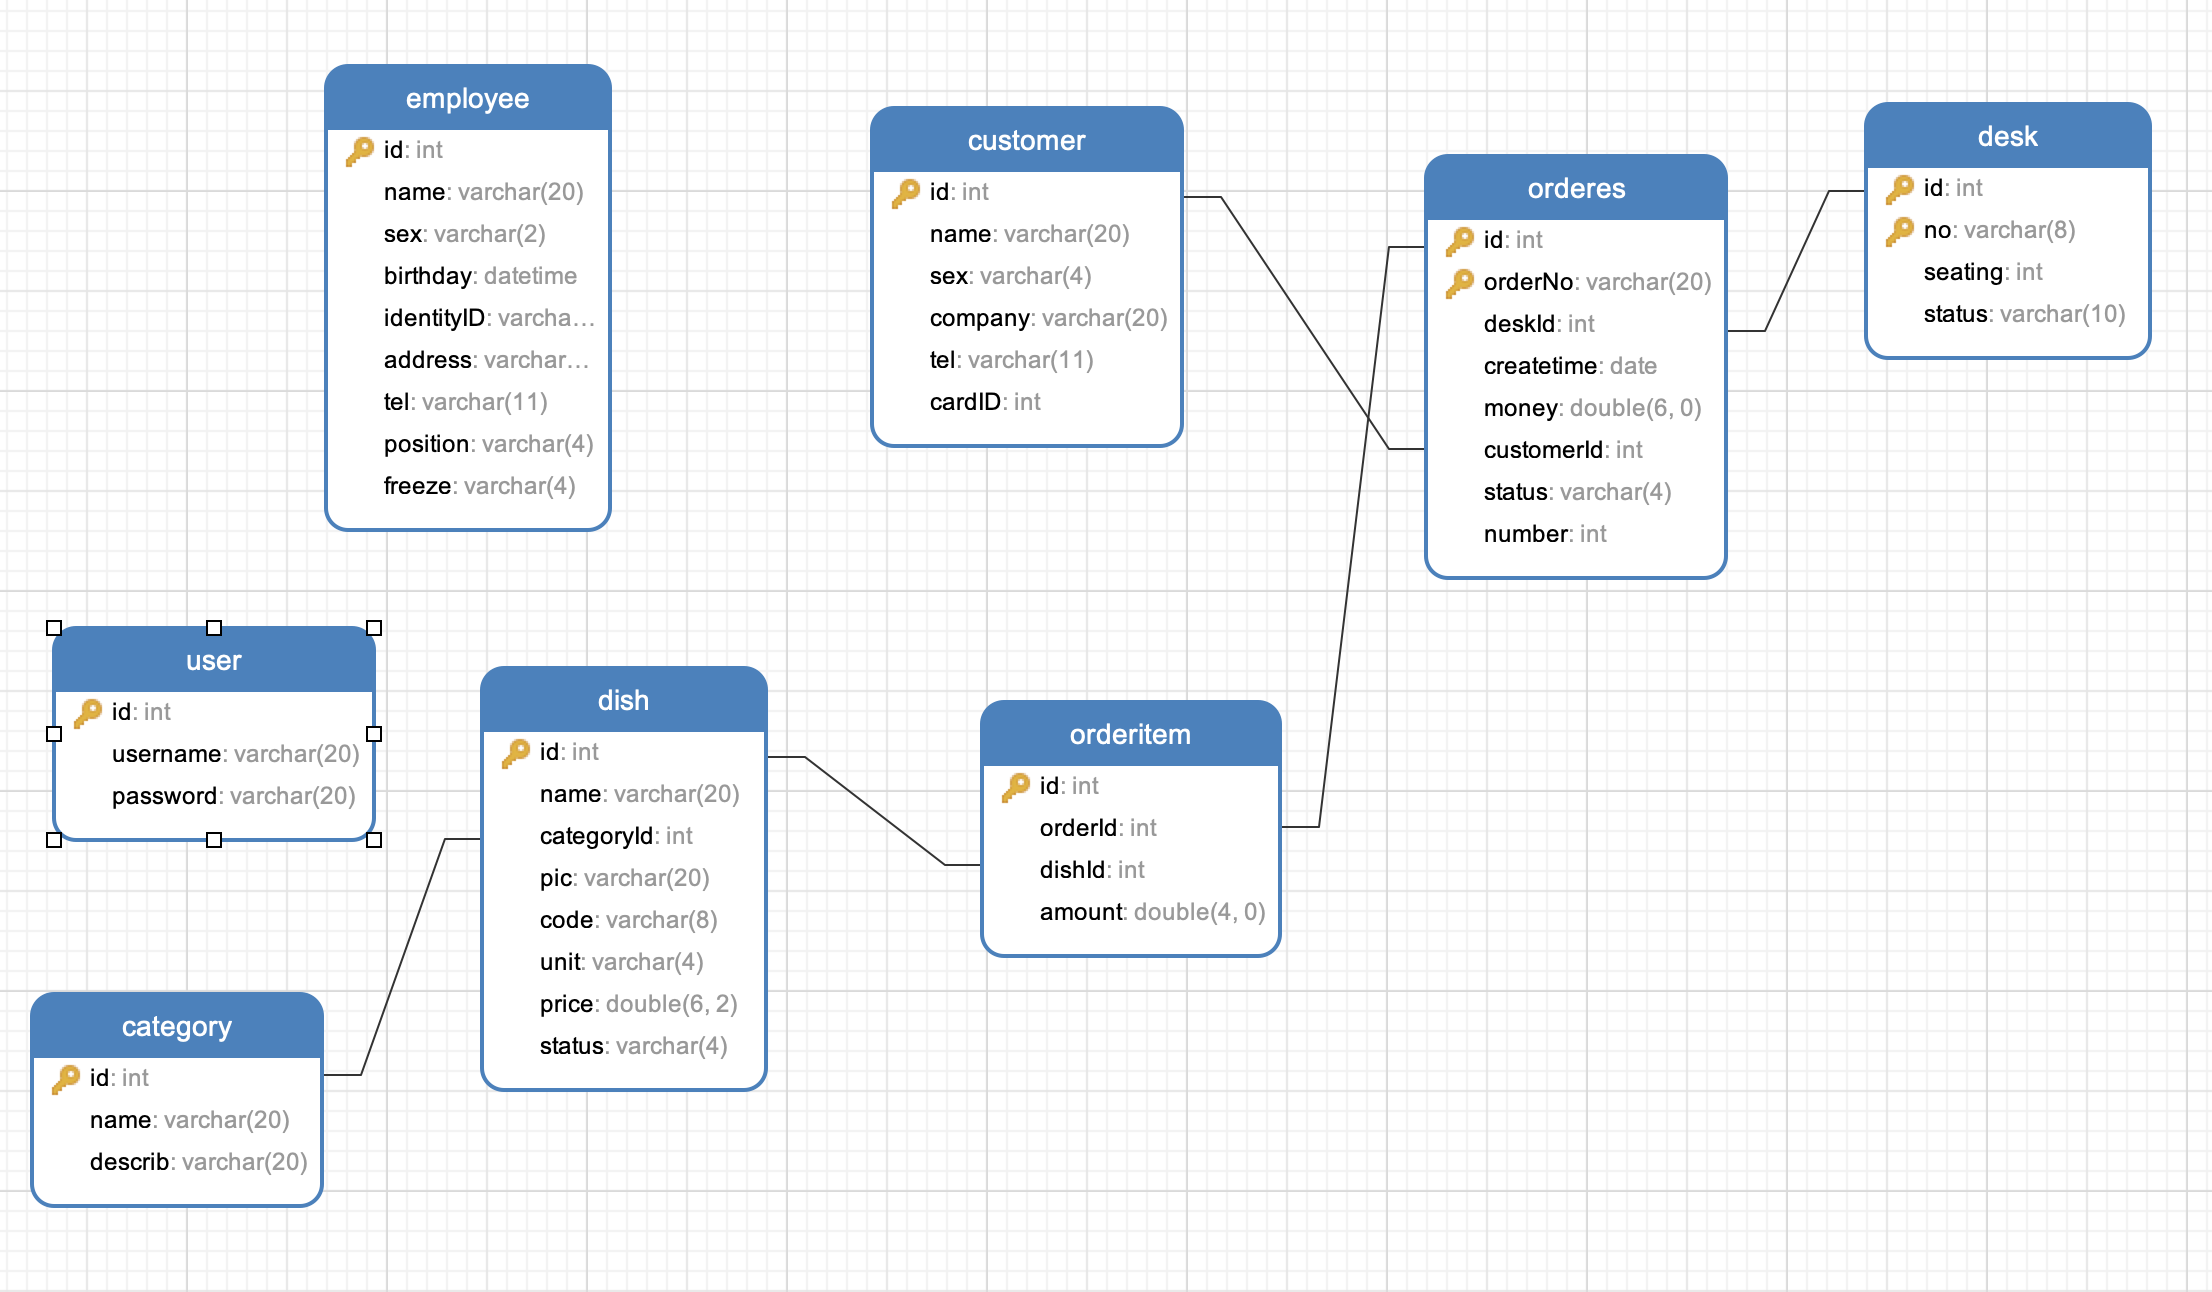 employee
id: int
name: varchar(20)
sex: varchar(2)
birthday: datetime
identityID: varcha...
address: varchar...
tel: varchar(11)
position: varchar(4)
freeze: varchar(4)
customer
id: int
name: varchar(20)
sex: varchar(4)
company: varchar(20)
tel: varchar(11)
cardID: int
orderes
id: int
orderNo: varchar(20)
deskId: int
createtime: date
money: double(6, 0)
customerId: int
status: varchar(4)
number: int
desk
id: int
no: varchar(8)
seating: int
status: varchar(10)
user
id: int
username: varchar(20)
password: varchar(20)
dish
id: int
name: varchar(20)
categoryId: int
pic: varchar(20)
code: varchar(8)
unit: varchar(4)
price: double(6, 2)
status: varchar(4)
orderitem
id: int
orderId: int
dishId: int
amount: double(4, 0)
category
id: int
name: varchar(20)
describ: varchar(20)